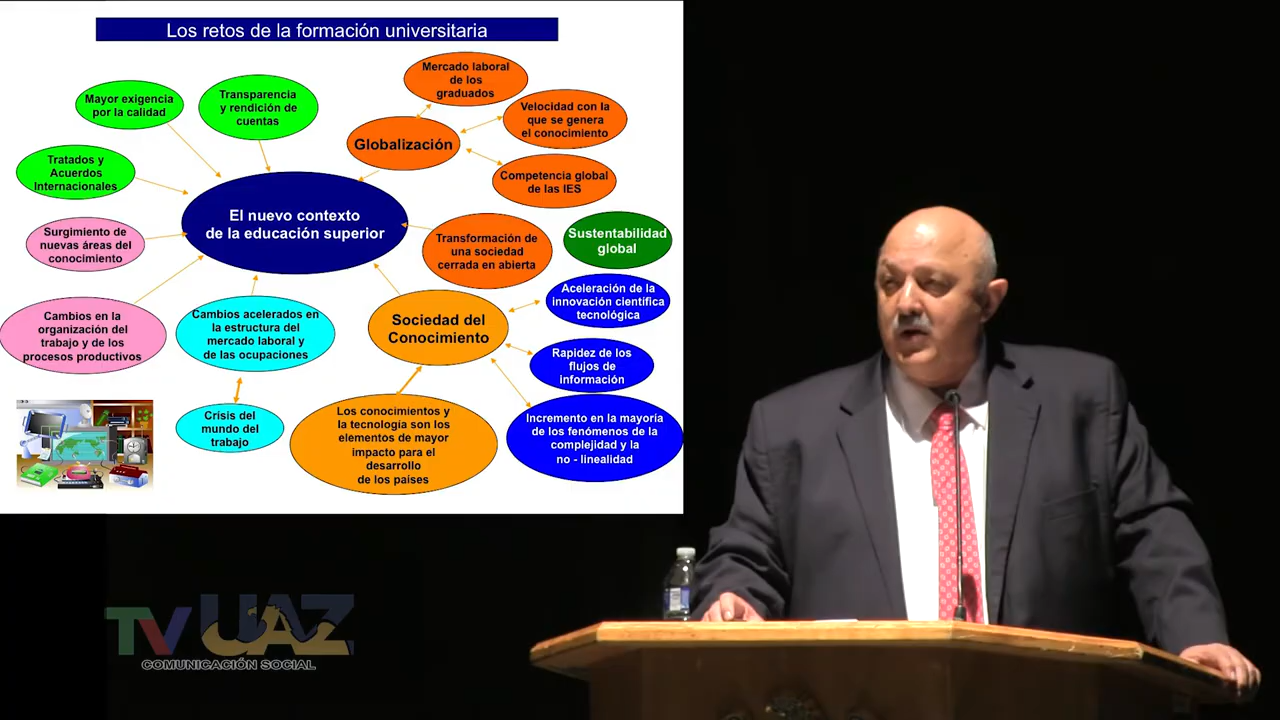 Los retos de la formación universitaria
Mercado laboral
de los
graduados
Mayor exigencia
por la calidad
Transparencia
y rendición de
cuentas
Velocidad con la
que se genera
el conocimiento
Globalización
Tratados y
Acuerdos
Internacionales
Competencia global
de las IES
El nuevo contexto
de la educación superior
Surgimiento de
nuevas áreas del
conocimiento
Transformación de
una sociedad
cerrada en abierta
Sustentabilidad
global
Aceleración de la
innovación científica
tecnológica
Cambios en la
organización del
trabajo y de los
procesos productivos
Cambios acelerados en
la estructura del
mercado laboral y
de las ocupaciones
Sociedad del
Conocimiento
Rapidez de los
flujos de
información
Crisis del
mundo del
trabajo
Los conocimientos y
la tecnología son los
elementos de mayor
impacto para el
desarrollo
de los paises
Incremento en la mayoría
de los fenómenos de la
complejidad y la
no - linealidad
TV UAZ
COMUNICACIÓN SOCIAL